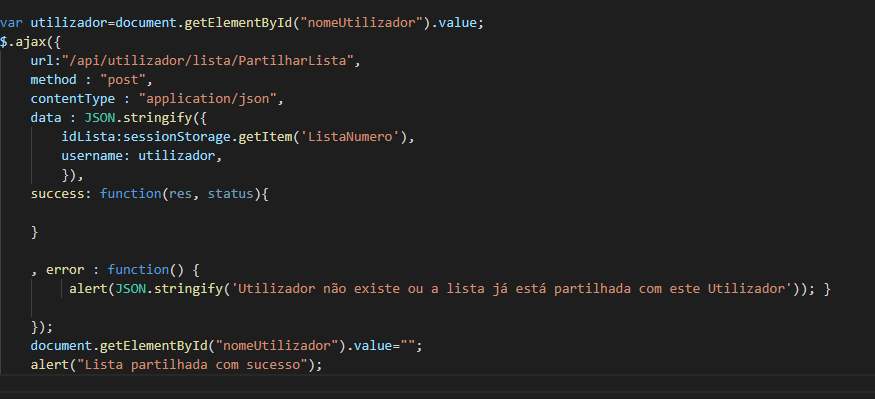 var utilizador=document.getElementById("nomeUtilizador").value;
$.ajax({
url:"/api/utilizador/lista/PartilharLista",
method : "post",
contentType : "application/json",
data : JSON.stringify({
idLista:sessionStorage.getItem('ListaNumero'),
username: utilizador,
}),
success: function(res, status){
}
, error : function() {
alert(JSON.stringify('Utilizador não existe ou a lista já está partilhada com este Utilizador')); }
});
document.getElementById("nomeUtilizador").value="";
alert("Lista partilhada com sucesso");